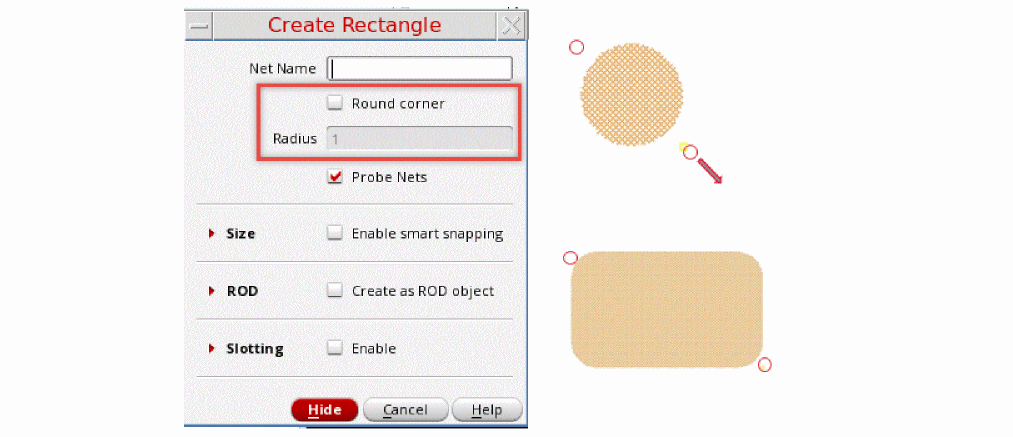 Create Rectangle
Net Name
Round corner
Radius 1
Probe Nets
Size Enable smart snapping
ROD Create as ROD object
Slotting Enable
Hide Cancel Help